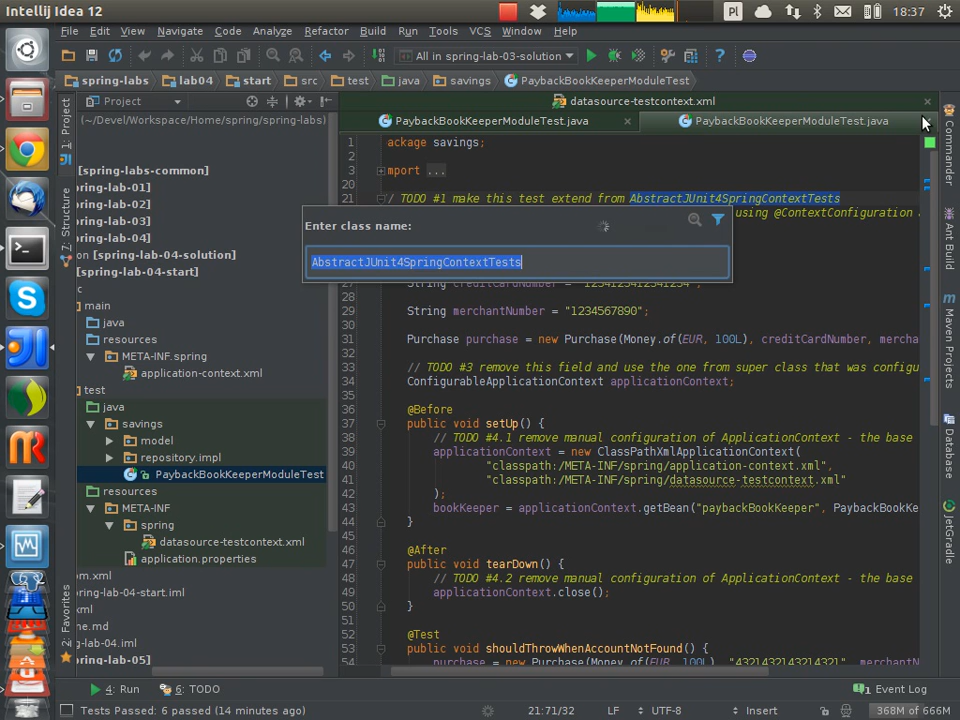 Intellij Idea 12
Pl
18:37
File Edit View Navigate Code Analyze Refactor Build Run Tools VCS Window Help
All in spring-lab-03-solution
spring-labs lab04 start src test java savings PaybackBookKeeperModuleTest
1: Project
7: Structure
2: Favorites
Project
(~/Devel/Workspace/Home/spring/spring-labs)
[spring-labs-common]
pring-lab-01]
pring-lab-02]
pring-lab-03]
pring-lab-04]
on [spring-lab-04-solution]
spring-lab-04-start]
c
main
java
resources
META-INF.spring
application-context.xml
test
java
savings
model
repository.impl
PaybackBookKeeperModuleTest
resources
META-INF
spring
datasource-testcontext.xml
application.properties
om.xml
ring-lab-04-start.iml
xml
me.md
ng-lab-04.iml
pring-lab-05]
datasource-testcontext.xml
PaybackBookKeeperModuleTest.java
PaybackBookKeeperModuleTest.java
1 ackage savings;
2
3 mport ...
20
21 / TODO #1 make this test extend from AbstractJUnit4SpringContextTests
using @ContextConfiguration
Enter class name:
AbstractJUnit4SpringContextTests
27 String creditCardNumber = "1234123412341234";
28
29 String merchantNumber = "1234567890";
30
31 Purchase purchase = new Purchase(Money.of(EUR, 100L), creditCardNumber, mercha
32
33 // TODO #3 remove this field and use the one from super class that was configu
34 ConfigurableApplicationContext applicationContext;
35
36 @Before
37 public void setUp() {
38 // TODO #4.1 remove manual configuration of ApplicationContext - the base
39 applicationContext = new ClassPathXmlApplicationContext(
40 "classpath:/META-INF/spring/application-context.xml",
41 "classpath:/META-INF/spring/datasource-testcontext.xml"
42 );
43 bookKeeper = applicationContext.getBean("paybackBookKeeper", PaybackBookKe
44 }
45
46 @After
47 public void tearDown() {
48 // TODO #4.2 remove manual configuration of ApplicationContext - the base
49 applicationContext.close();
50 }
51
52 @Test
53 public void shouldThrowWhenAccountNotFound() {
54 purchase = new Purchase(Money.of(EUR, 100L), "4321432143214321", merchantN
Commander
Ant Build
Maven Projects
Database
JetGradle
4: Run 6: TODO
1 Event Log
Tests Passed: 6 passed (14 minutes ago)
21:71/32 LF UTF-8 Insert 368M of 666M